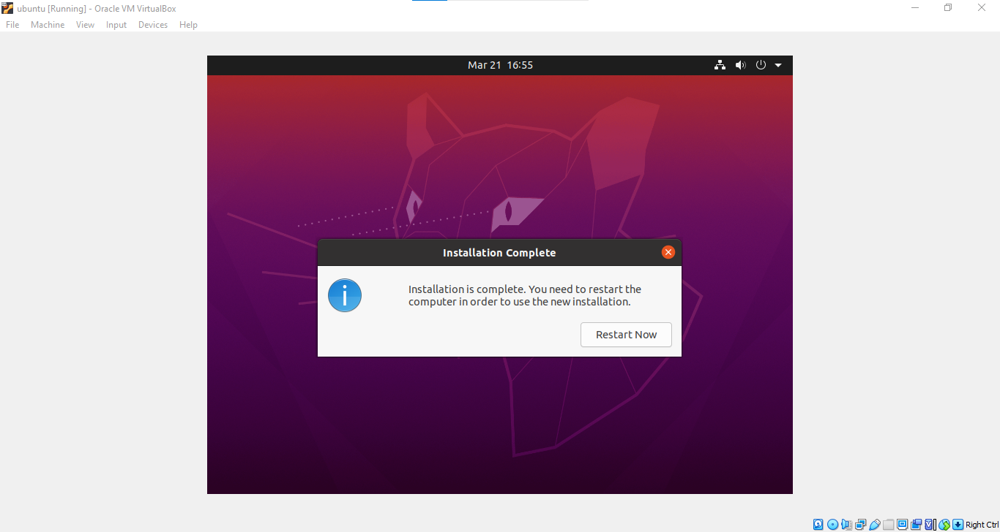 ubuntu [Running] - Oracle VM VirtualBox
File Machine View Input Devices Help
Mar 21 16:55
Installation Complete
Installation is complete. You need to restart the
computer in order to use the new installation.
Restart Now
Right Ctrl